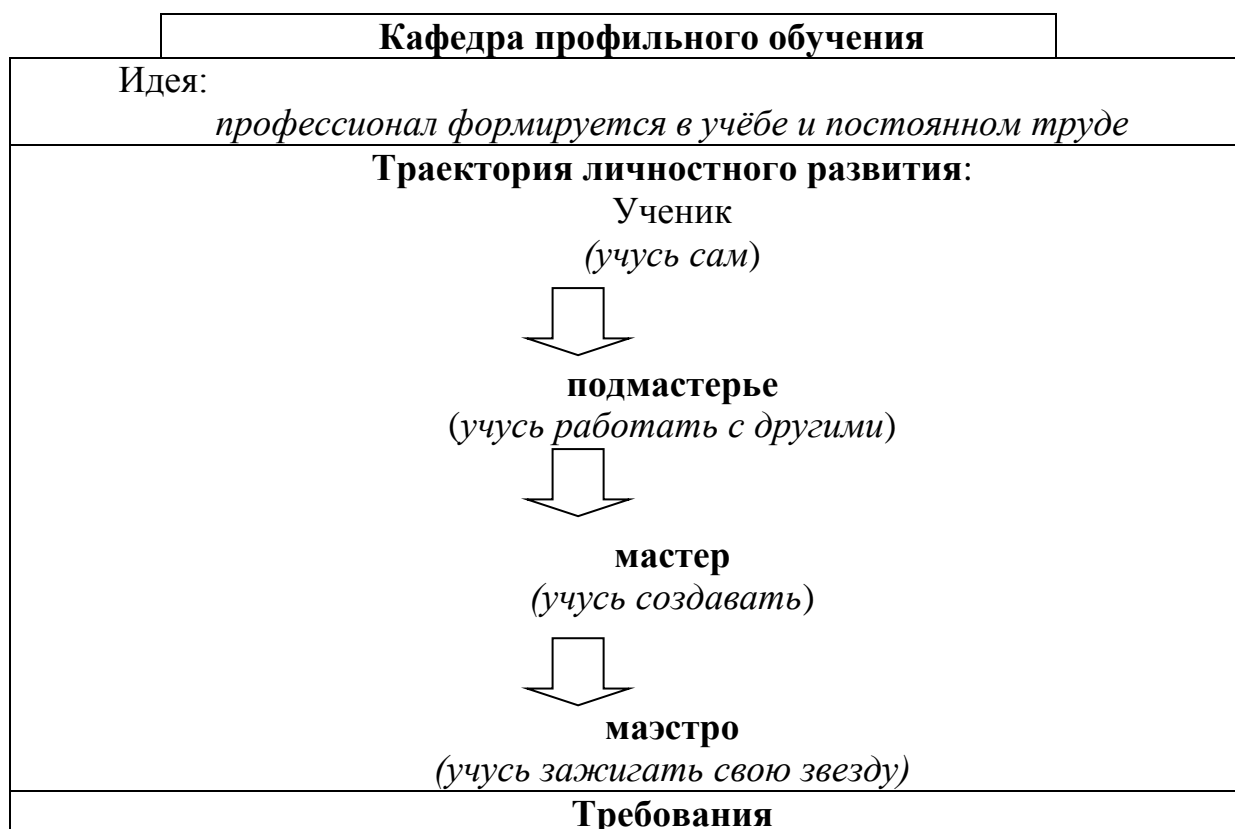 Кафедра профильного обучения
Идея:
профессионал формируется в учёбе и постоянном труде
Траектория личностного развития:
Ученик
(учусь сам)
подмастерье
(учусь работать с другими)
мастер
(учусь создавать)
маэстро
(учусь зажигать свою звезду)
Требования